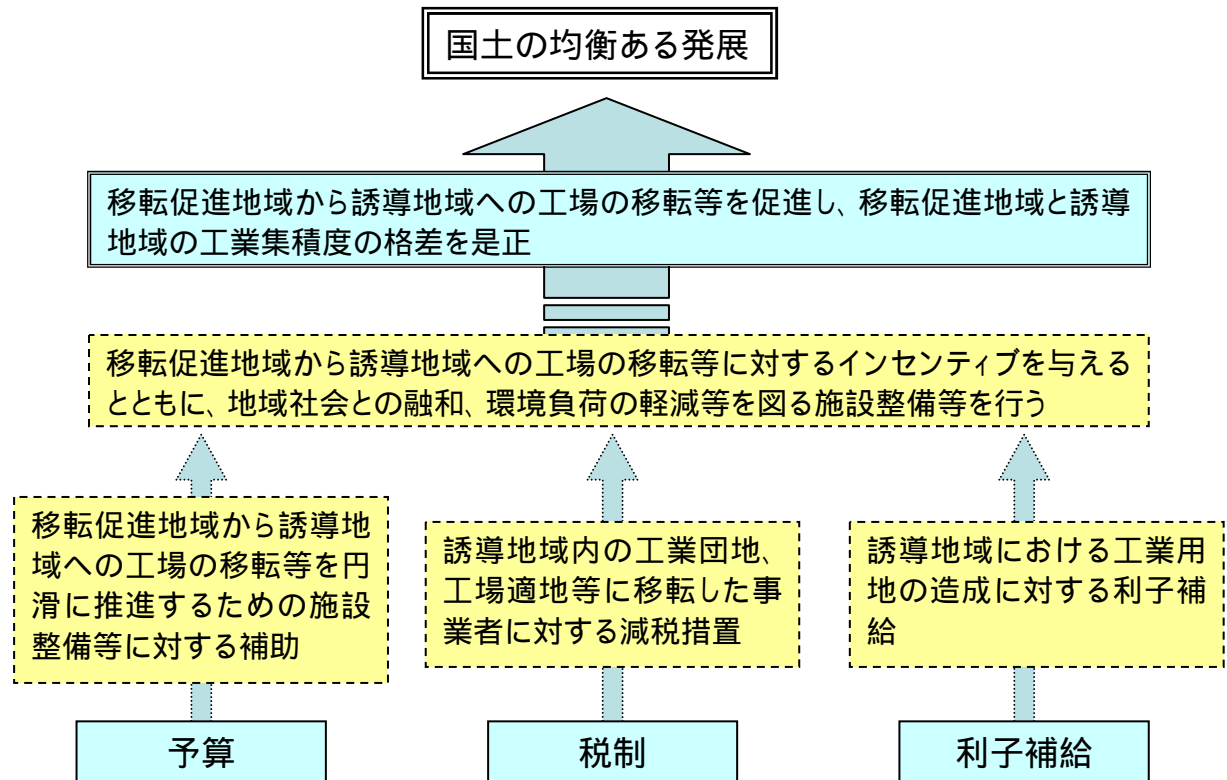 国土の均衡ある発展
移転促進地域から誘導地域への工場の移転等を促進し、移転促進地域と誘導
地域の工業集積度の格差を是正
移転促進地域から誘導地域への工場の移転等に対するインセンティブを与える
とともに、地域社会との融和、環境負荷の軽減等を図る施設整備等を行う
移転促進地域から誘導地
域への工場の移転等を円
滑に推進するための施設
整備等に対する補助
誘導地域内の工業団地、
工場適地等に移転した事
業者に対する減税措置
誘導地域における工業用
地の造成に対する利子補
給
予算
税制
利子補給